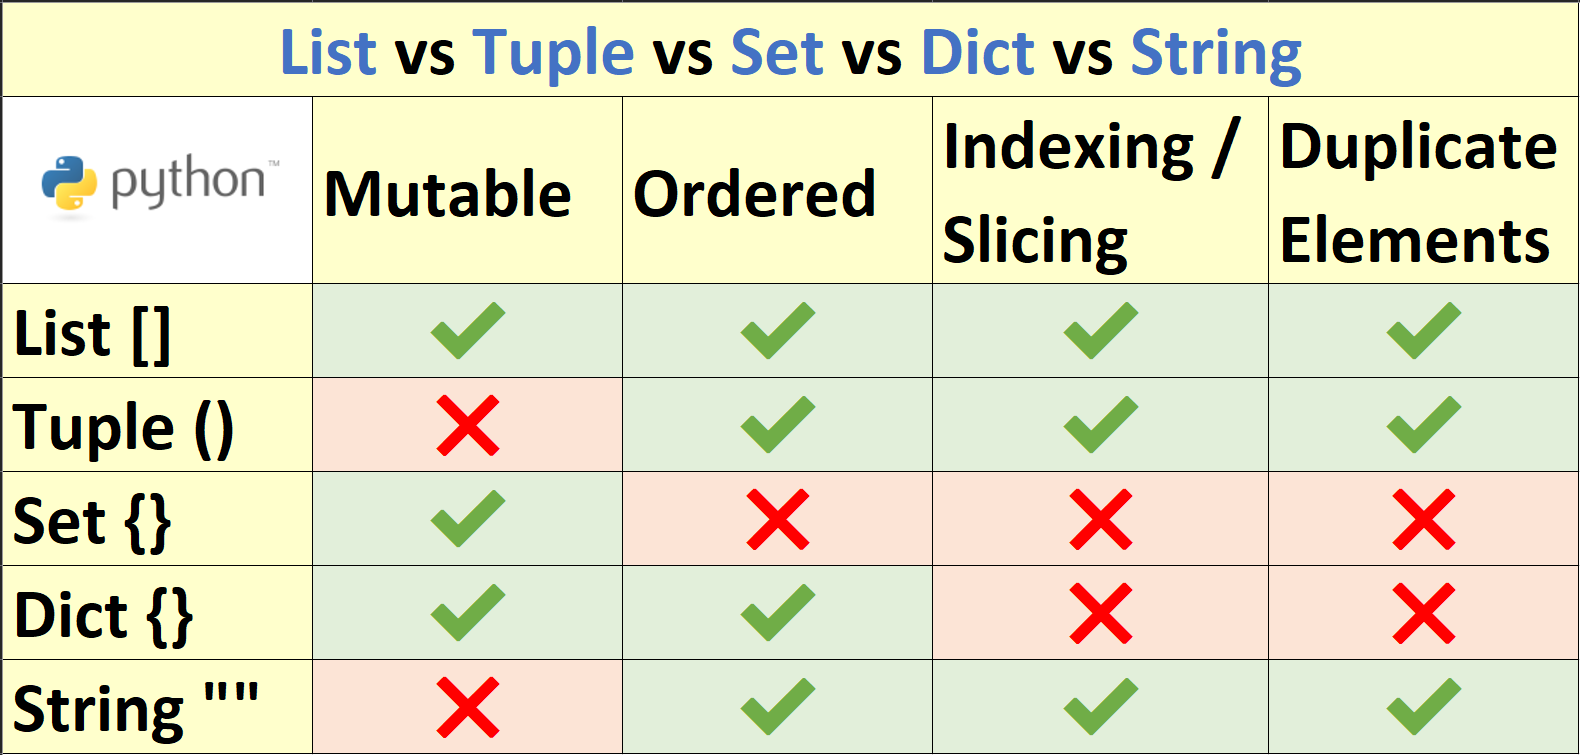 List vs Tuple vs Set vs Dict vs String
python™
Mutable
Ordered
Indexing /
Slicing
Duplicate
Elements
List []
Tuple ()
Set {}
Dict {}
String ""